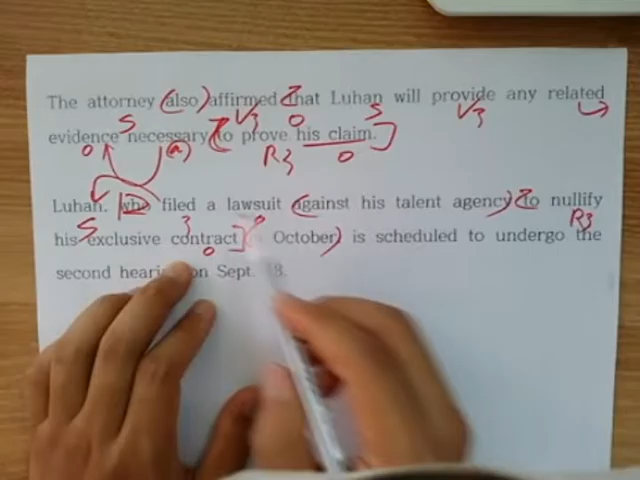 The attorney also affirmed that Luhan will provide any related
evidence necessary to prove his claim.
Luhan, who filed a lawsuit against his talent agency to nullify
his exclusive contract October, is scheduled to undergo the
second on Sept.